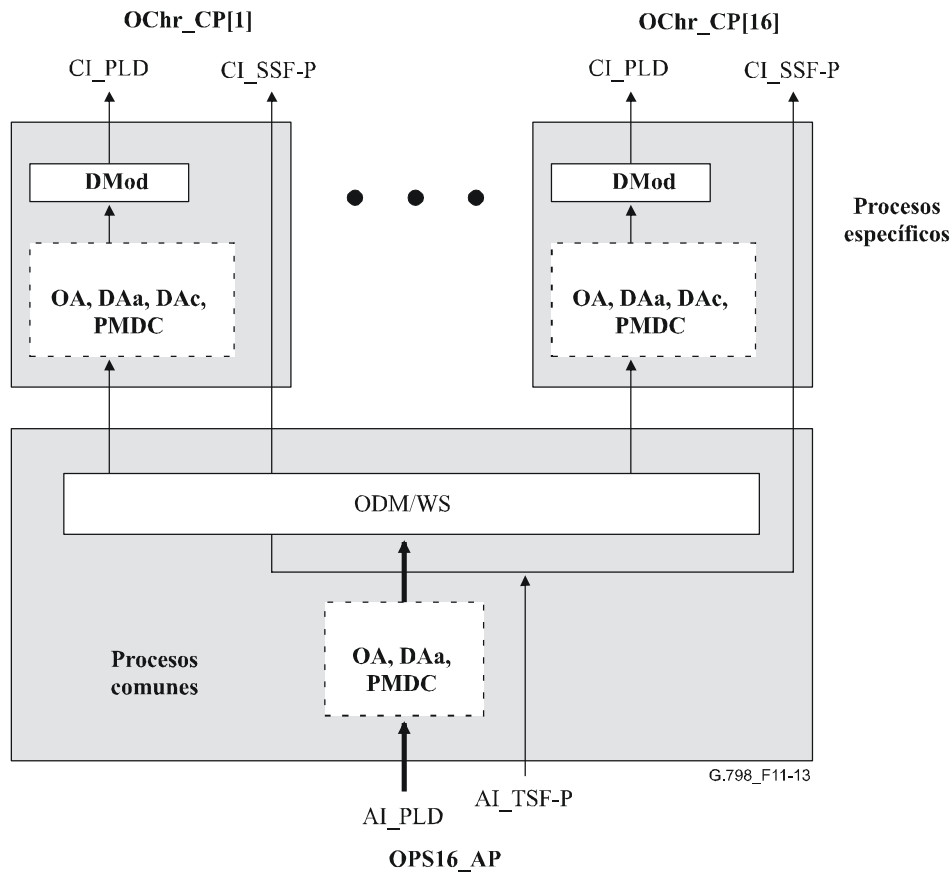 OChr_CP[1]
OChr_CP[16]
CI_PLD
CI_SSF-P
CI_PLD
CI_SSF-P
DMod
DMod
Procesos
específicos
OA, DAa, DAc,
PMDC
OA, DAa, DAc,
PMDC
ODM/WS
OA, DAa,
PMDC
Procesos
comunes
G.798_F11-13
AI_PLD
AI_TSF-P
OPS16_AP